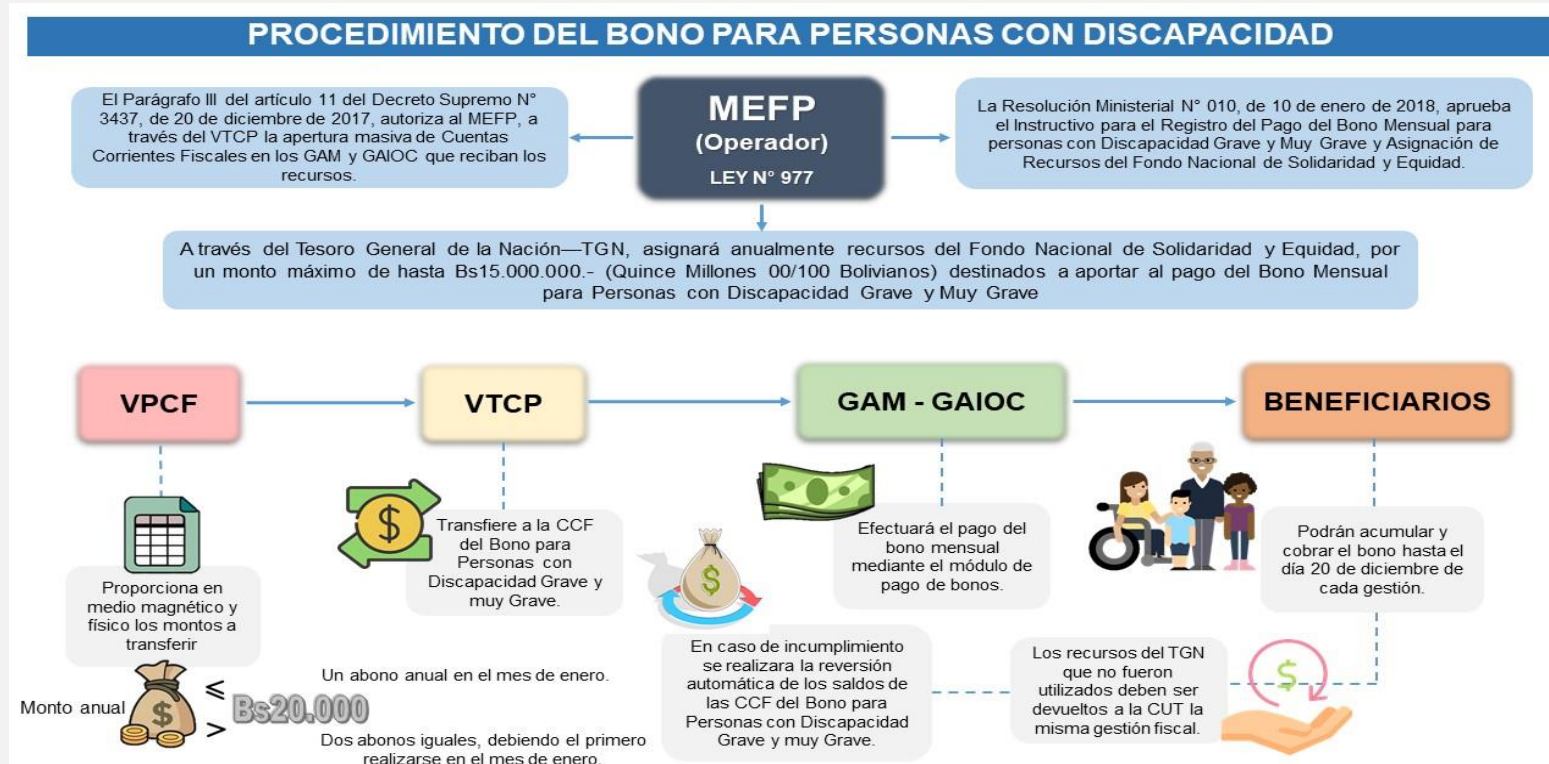 PROCEDIMIENTO DEL BONO PARA PERSONAS CON DISCAPACIDAD
El Parágrafo III del artículo 11 del Decreto Supremo N°
3437, de 20 de diciembre de 2017, autoriza al MEFP, a
través del VTCP la apertura masiva de Cuentas
Corrientes Fiscales en los GAM y GAIOC que reciban los
recursos.
MEFP
(Operador)
LEY N° 977
La Resolución Ministerial N° 010, de 10 de enero de 2018, aprueba
el Instructivo para el Registro del Pago del Bono Mensual para
personas con Discapacidad Grave y Muy Grave y Asignación de
Recursos del Fondo Nacional de Solidaridad y Equidad.
A través del Tesoro General de la Nación—TGN, asignará anualmente recursos del Fondo Nacional de Solidaridad y Equidad, por
un monto máximo de hasta Bs15.000.000.- (Quince Millones 00/100 Bolivianos) destinados a aportar al pago del Bono Mensual
para Personas con Discapacidad Grave y Muy Grave
VPCF
VTCP
GAM - GAIOC
BENEFICIARIOS
Proporciona en
medio magnético y
físico los montos a
transferir
Transfiere a la CCF
del Bono para
Personas con
Discapacidad Grave y
muy Grave.
Efectuará el pago del
bono mensual
mediante el módulo de
pago de bonos.
Podrán acumular y
cobrar el bono hasta el
día 20 de diciembre de
cada gestión.
Monto anual
≤
>
Bs20.000
Un abono anual en el mes de enero.
Dos abonos iguales, debiendo el primero
realizarse en el mes de enero.
En caso de incumplimiento
se realizara la reversión
automática de los saldos de
las CCF del Bono para
Personas con Discapacidad
Grave y muy Grave.
Los recursos del TGN
que no fueron
utilizados deben ser
devueltos a la CUT la
misma gestión fiscal.